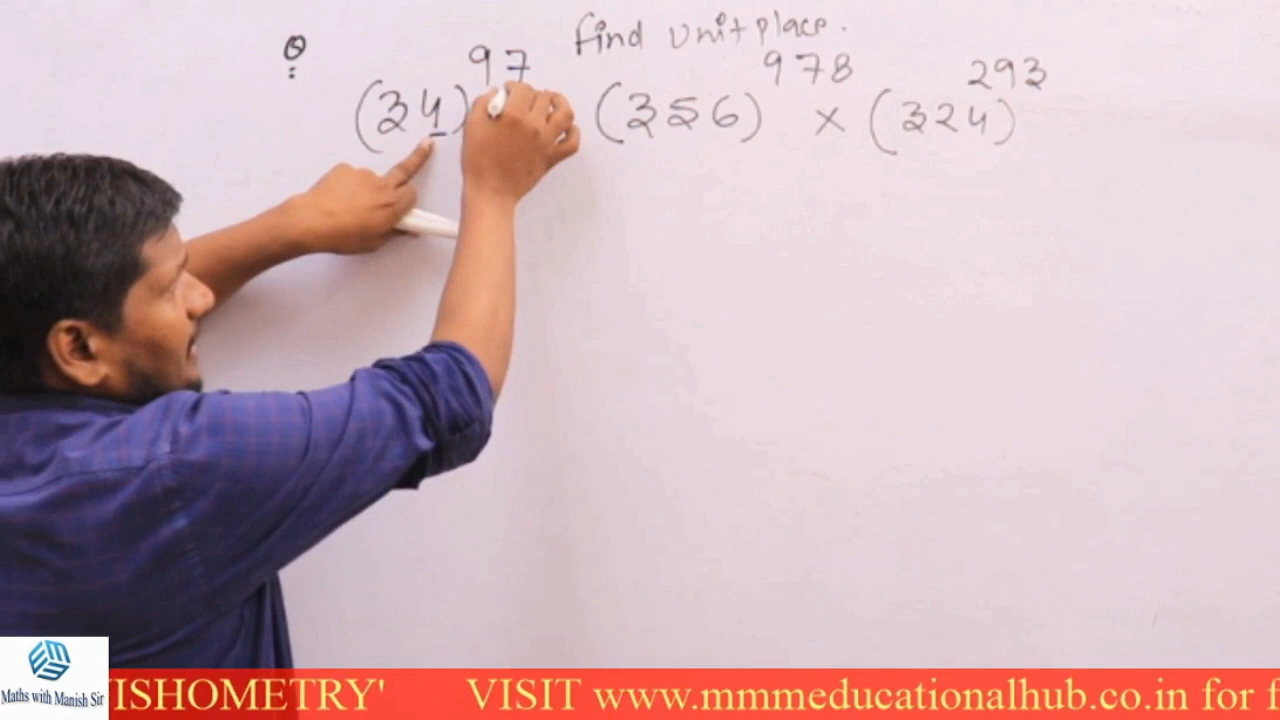 Q find unit place.
(34)^97 (356)^978 × (324)^293
Maths with Manish Sir
'ISHOMETRY' VISIT www.mmmeducationalhub.co.in for f